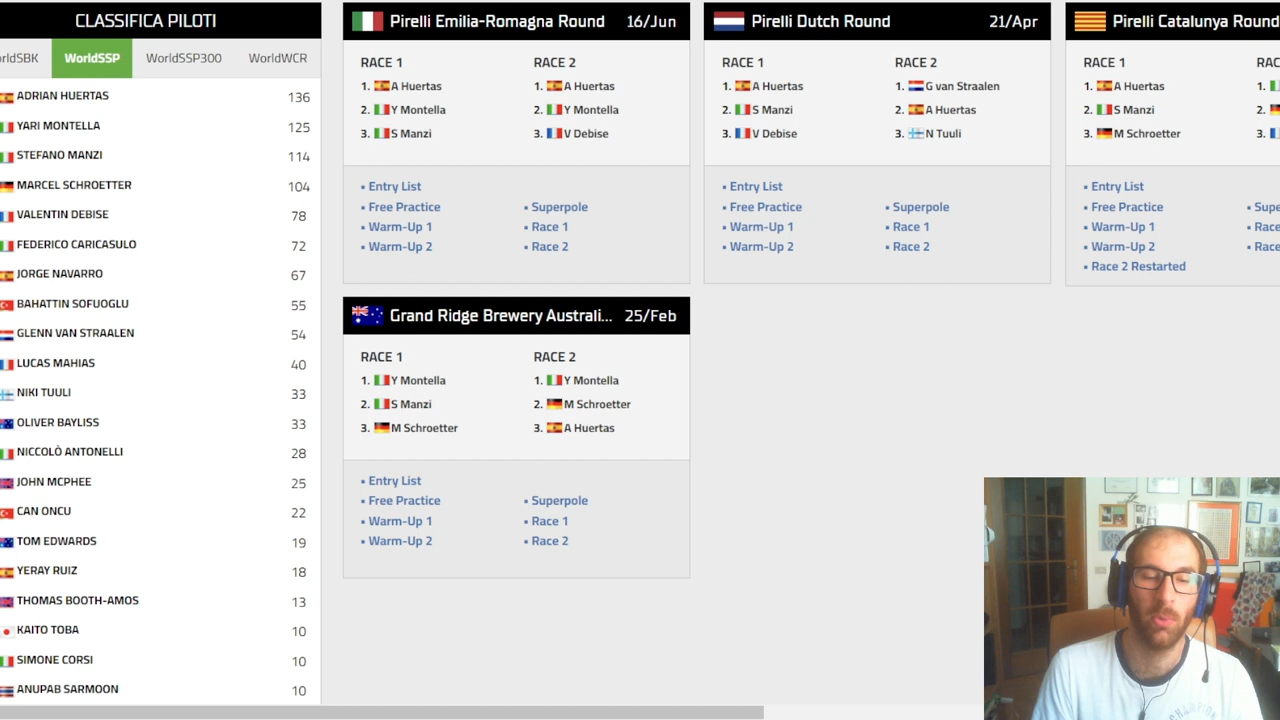 CLASSIFICA PILOTI
orldSBK WorldSSP WorldSSP300 WorldWCR
ADRIAN HUERTAS 136
YARI MONTELLA 125
STEFANO MANZI 114
MARCEL SCHROETTER 104
VALENTIN DEBISE 78
FEDERICO CARICASULO 72
JORGE NAVARRO 67
BAHATTIN SOFUOGLU 55
GLENN VAN STRAALEN 54
LUCAS MAHIAS 40
NIKI TUULI 33
OLIVER BAYLISS 33
NICCOLÒ ANTONELLI 28
JOHN MCPHEE 25
CAN ONCU 22
TOM EDWARDS 19
YERAY RUIZ 18
THOMAS BOOTH-AMOS 13
KAITO TOBA 10
SIMONE CORSI 10
ANUPAB SARMOON 10
Pirelli Emilia-Romagna Round 16/Jun
RACE 1 RACE 2
1. A Huertas 1. A Huertas
2. Y Montella 2. Y Montella
3. S Manzi 3. V Debise
▪ Entry List
▪ Free Practice ▪ Superpole
▪ Warm-Up 1 ▪ Race 1
▪ Warm-Up 2 ▪ Race 2
Pirelli Dutch Round 21/Apr
RACE 1 RACE 2
1. A Huertas 1. G van Straalen
2. S Manzi 2. A Huertas
3. V Debise 3. N Tuuli
▪ Entry List
▪ Free Practice ▪ Superpole
▪ Warm-Up 1 ▪ Race 1
▪ Warm-Up 2 ▪ Race 2
Pirelli Catalunya Round
RACE 1 RAC
1. A Huertas 1.
2. S Manzi 2.
3. M Schroetter 3.
▪ Entry List
▪ Free Practice ▪ Supe
▪ Warm-Up 1 ▪ Race
▪ Warm-Up 2 ▪ Race
▪ Race 2 Restarted
Grand Ridge Brewery Australi... 25/Feb
RACE 1 RACE 2
1. Y Montella 1. Y Montella
2. S Manzi 2. M Schroetter
3. M Schroetter 3. A Huertas
▪ Entry List
▪ Free Practice ▪ Superpole
▪ Warm-Up 1 ▪ Race 1
▪ Warm-Up 2 ▪ Race 2